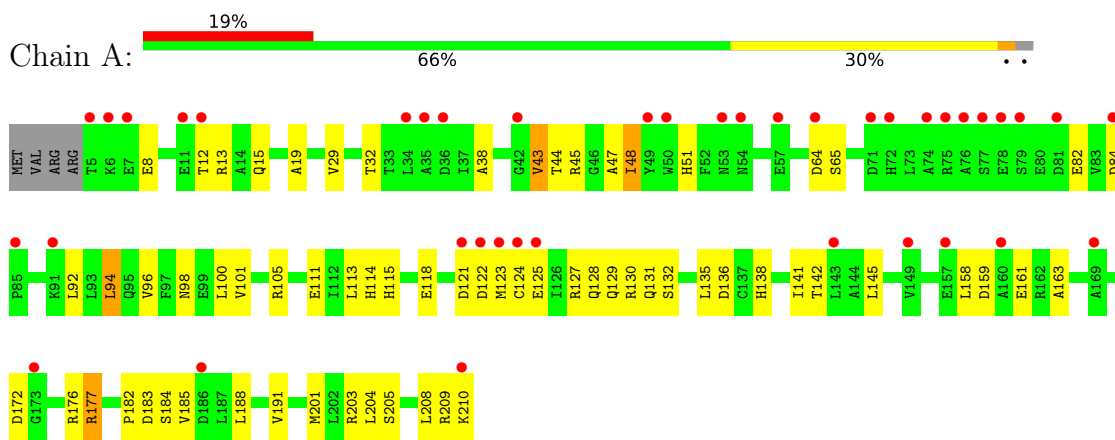 19%
Chain A:
66% 30% • •
MET VAL ARG ARG T5 K6 E7 E8 E11 T12 R13 A14 Q15 A19 V29 T32 T33 L34 A35 D36 I37 A38 G42 V43 T44 R45 G46 A47 I48 Y49 W50 H51 F52 N53 N54 E57 D64 S65 D71 H72 L73 A74 R75 A76 S77 E78 S79 E80 D81 E82 V83 D84
P85 K91 L92 L93 L94 Q95 V96 F97 N98 E99 L100 V101 R105 E111 I112 L113 H114 H115 E118 D121 D122 M123 C124 E125 I126 R127 Q128 Q129 R130 Q131 S132 L135 D136 C137 H138 I141 T142 L143 A144 L145 V149 E157 L158 D159 A160 E161 R162 A163 A169
D172 G173 R176 R177 P182 D183 S184 V185 D186 L187 L188 V191 M201 L202 R203 L204 S205 L208 R209 K210